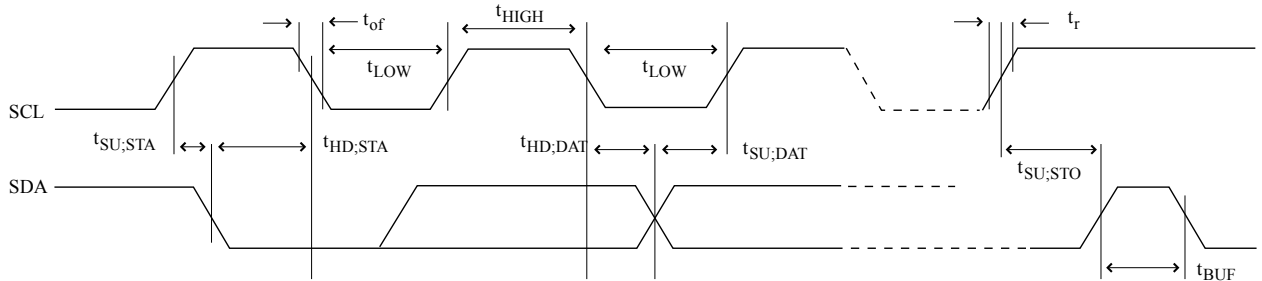 t_of
t_HIGH
t_r
t_LOW
t_LOW
SCL
t_SU;STA
t_HD;STA
t_HD;DAT
t_SU;DAT
t_SU;STO
SDA
t_BUF